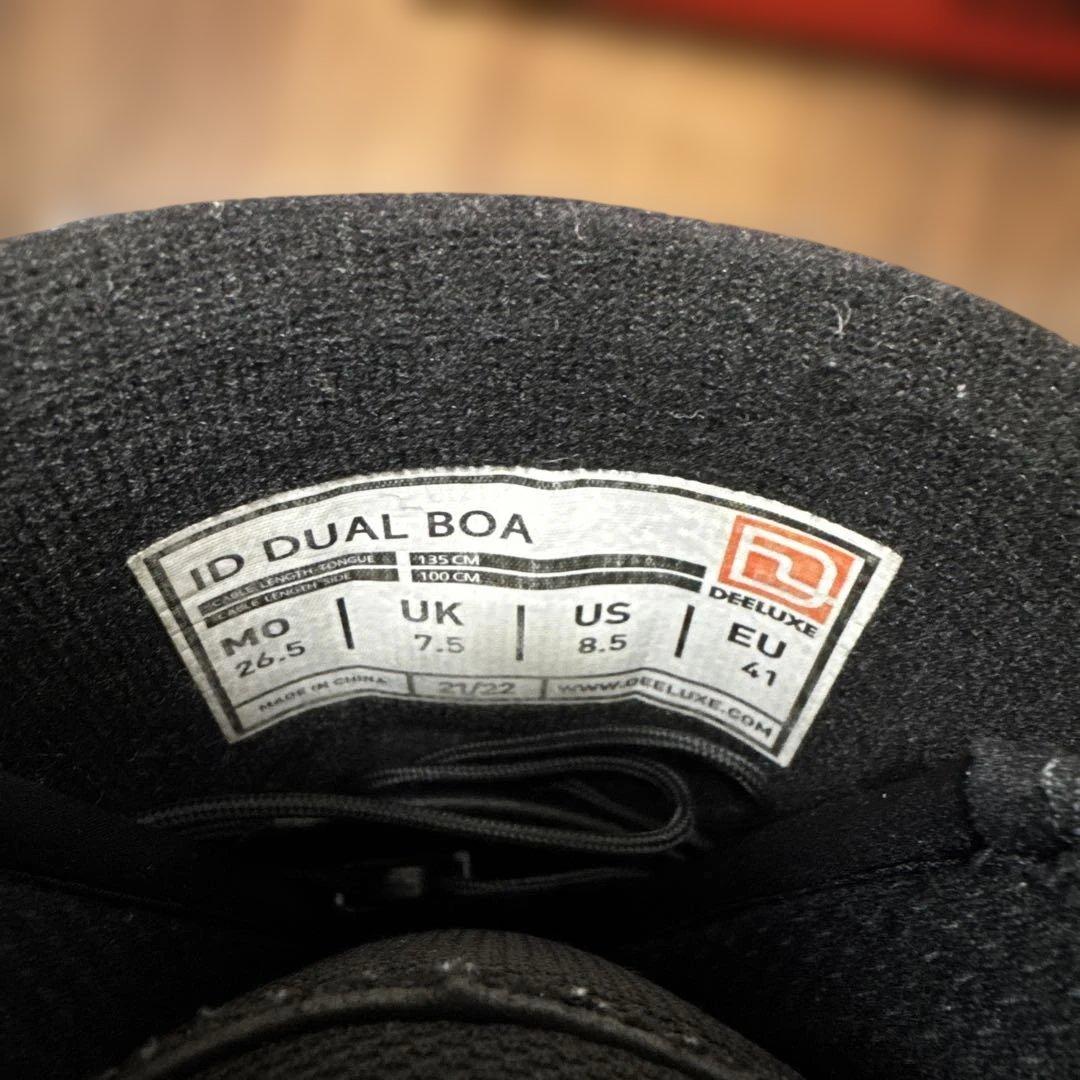 ID DUAL BOA
CABLE LENGTH TONGUE 135 CM
CABLE LENGTH SIDE 100 CM
DEELUXE
MO UK US EU
26.5 7.5 8.5 41
MADE IN CHINA 21/22 WWW.DEELUXE.COM